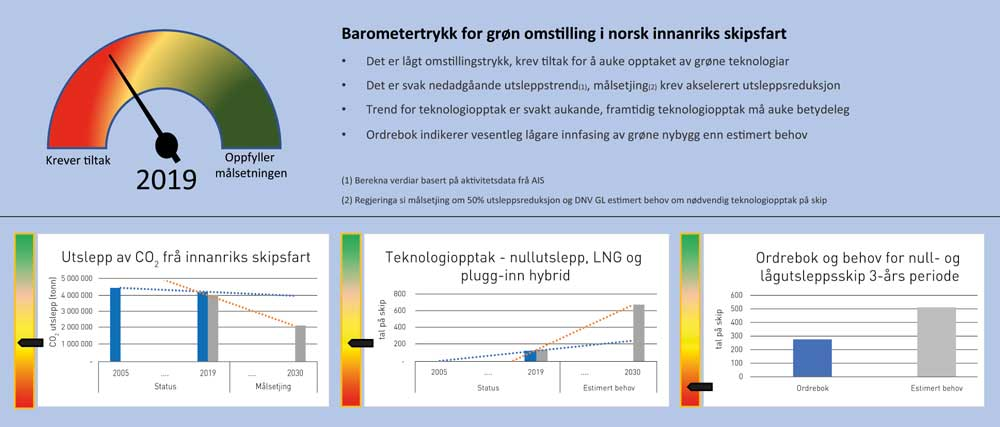 Barometertrykk for grøn omstilling i norsk innanriks skipsfart
• Det er lågt omstillingstrykk, krev tiltak for å auke opptaket av grøne teknologiar
• Det er svak nedadgåande utsleppstrend(1), målsetjing(2) krev akselerert utsleppsreduksjon
• Trend for teknologiopptak er svakt aukande, framtidig teknologiopptak må auke betydeleg
• Ordrebok indikerer vesentleg lågare innfasing av grøne nybygg enn estimert behov
Krever tiltak
Oppfyller
målsetningen
2019
(1) Berekna verdiar basert på aktivitetsdata frå AIS
(2) Regjeringa si målsetjing om 50% utsleppsreduksjon og DNV GL estimert behov om nødvendig teknologiopptak på skip
Utslepp av CO2 frå innanriks skipsfart
CO2 utslepp (tonn)
5 000 000
4 000 000
3 000 000
2 000 000
1 000 000
-
2005 .... 2019 .... 2030
Status Målsetjing
Teknologiopptak - nullutslepp, LNG og
plugg-inn hybrid
tal på skip
800
600
400
200
-
2005 .... 2019 .... 2030
Status Estimert behov
Ordrebok og behov for null- og
lågutsleppsskip 3-års periode
tal på skip
600
500
400
300
200
100
0
Ordrebok Estimert behov